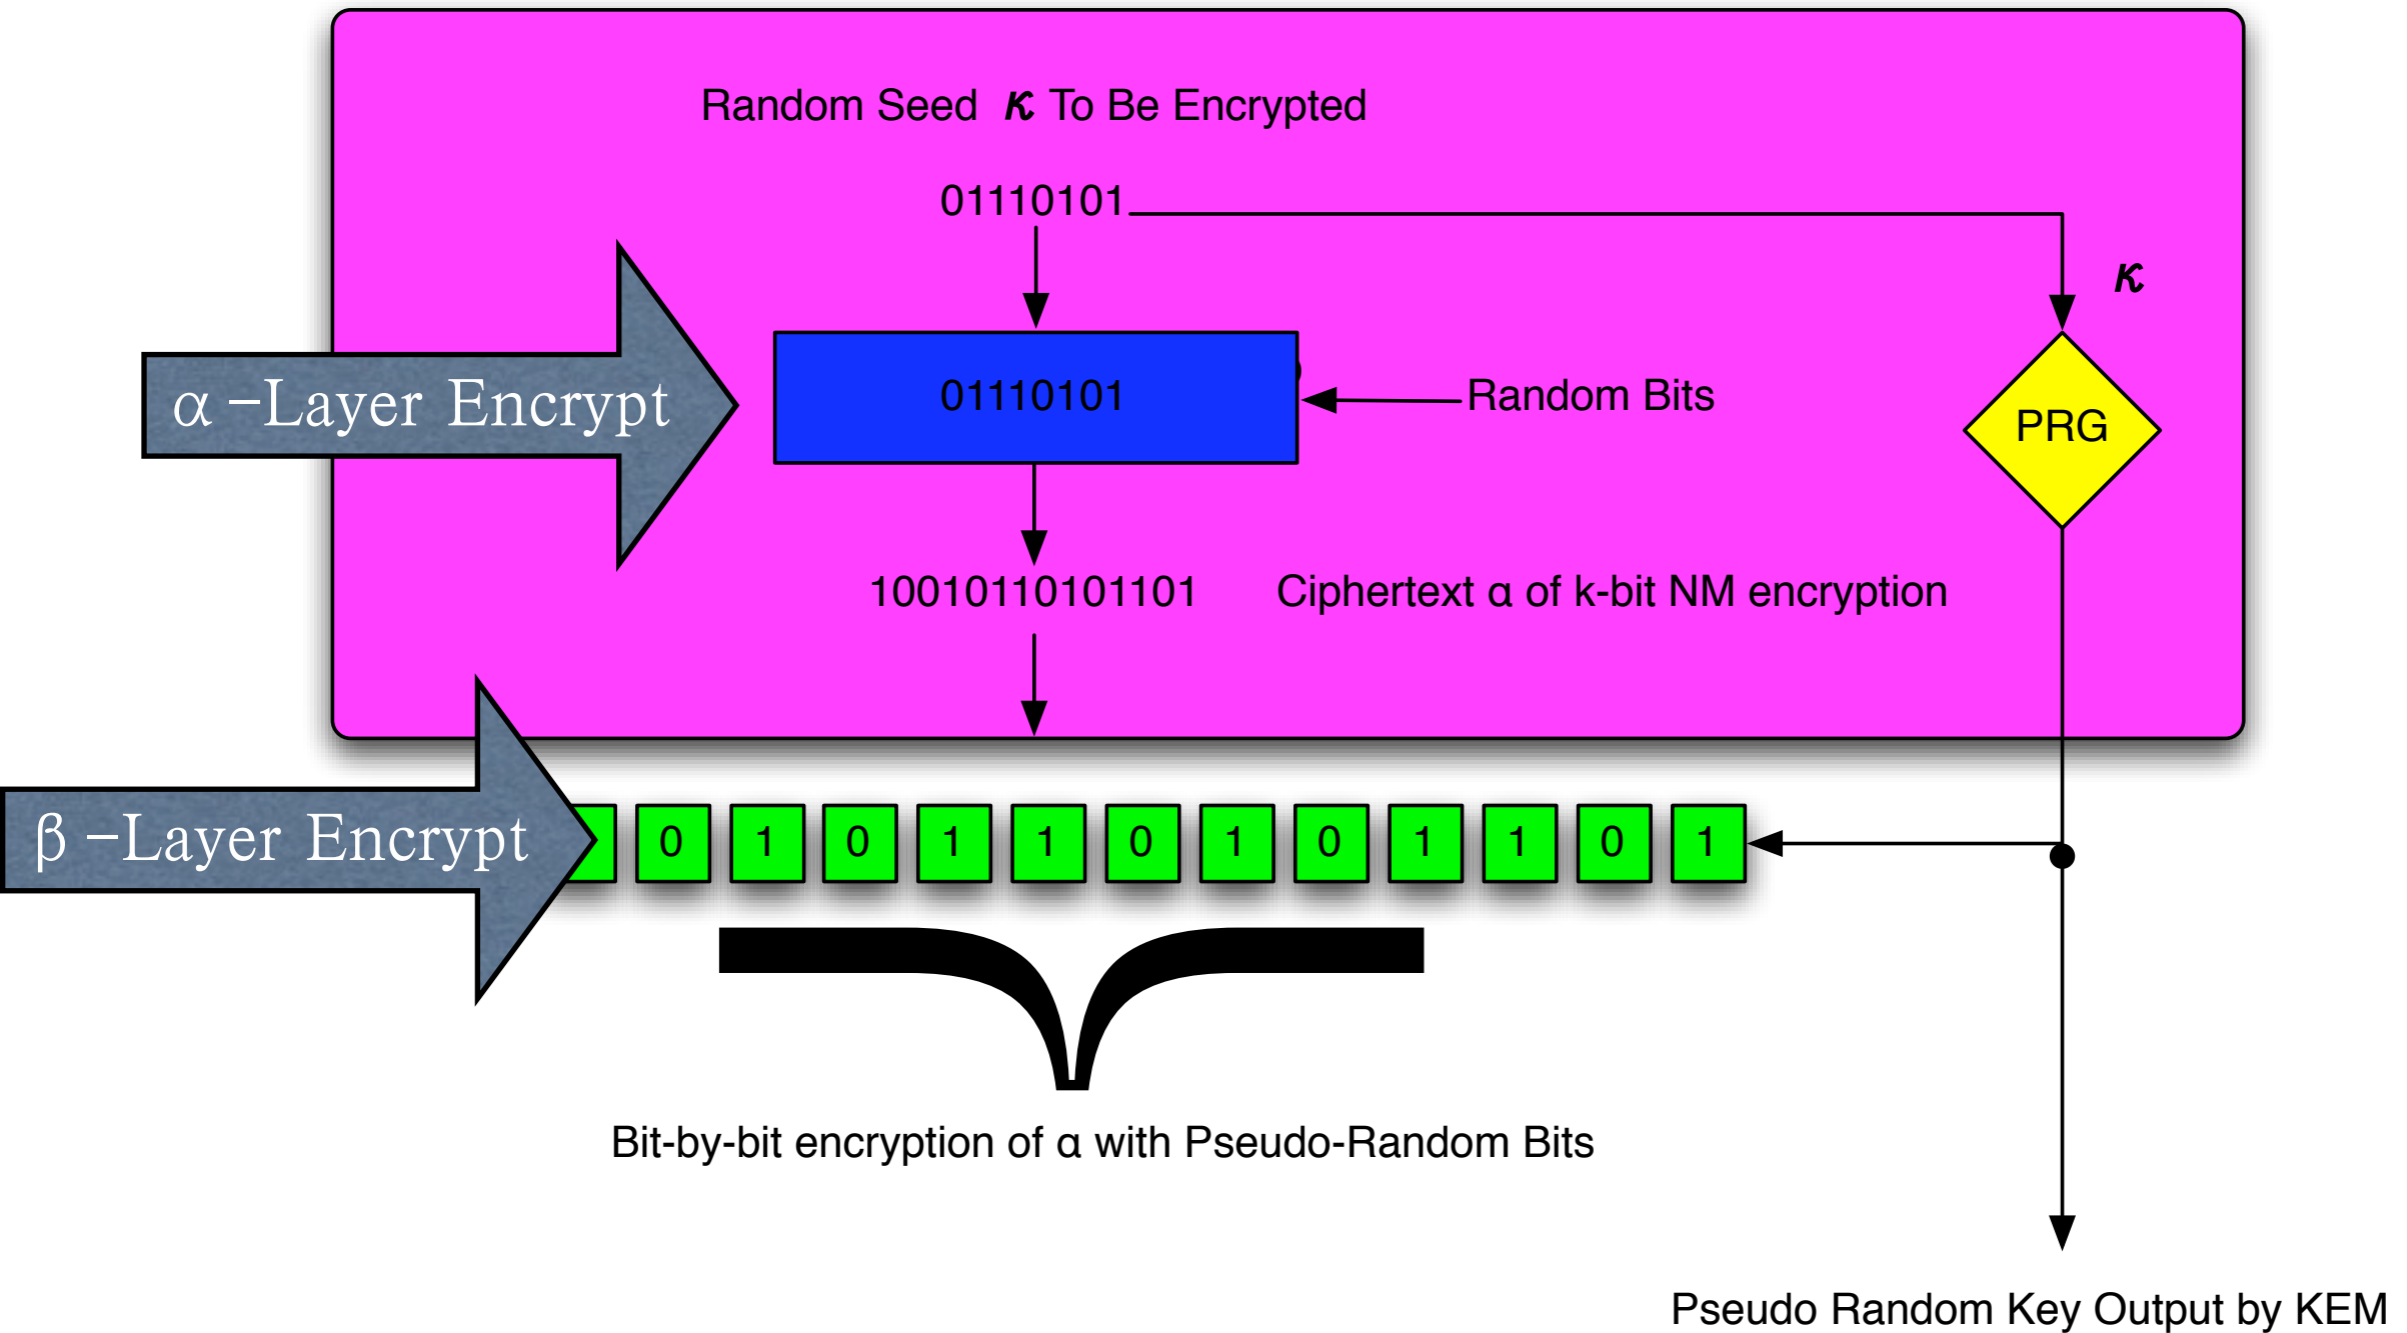 Random Seed κ To Be Encrypted
01110101
κ
α-Layer Encrypt
01110101
Random Bits
PRG
10010110101101
Ciphertext α of k-bit NM encryption
β-Layer Encrypt
0 1 0 1 1 0 1 0 1 1 0 1
Bit-by-bit encryption of α with Pseudo-Random Bits
Pseudo Random Key Output by KEM